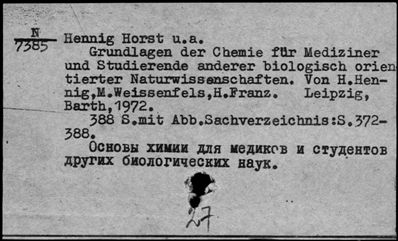 N
7385
Hennig Horst u.a.
Grundlagen der Chemie für Mediziner
und Studierende anderer biologisch orien
tierter Naturwissenschaften. Von H.Hen-
nig,M.Weissenfels,H.Franz. Leipzig,
Barth,1972.
388 S.mit Abb.Sachverzeichnis:S.372-
388.
Основы химии для медиков и студентов
других биологических наук.
27